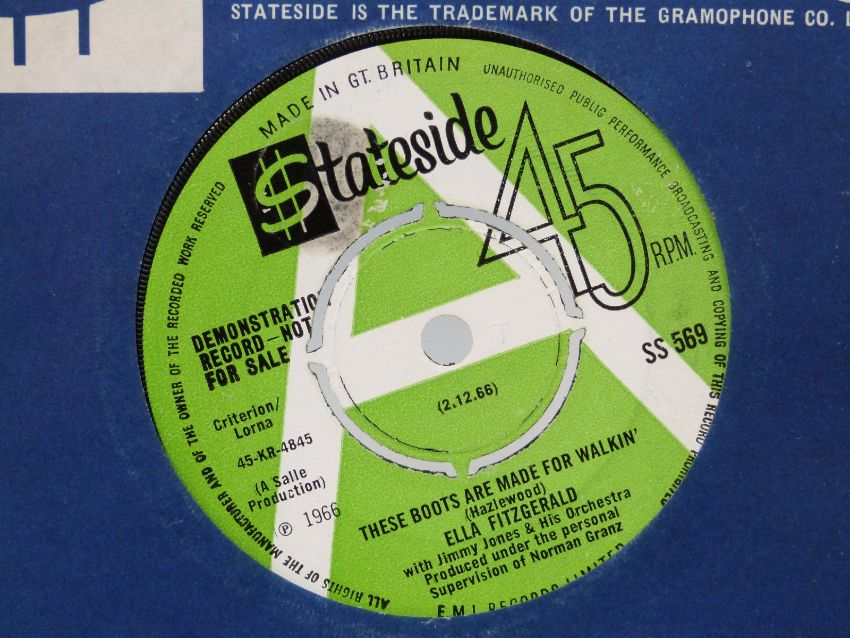 STATESIDE IS THE TRADEMARK OF THE GRAMOPHONE CO.
MADE IN GT. BRITAIN
UNAUTHORISED PUBLIC PERFORMANCE BROADCASTING AND COPYING OF THIS RECORD PROHIBITED
$tateside
45
R.P.M.
DEMONSTRATION
RECORD—NOT
FOR SALE
SS 569
Criterion/
Lorna
(2.12.66)
45-KR-4845
(A Salle
Production)
℗ 1966
THESE BOOTS ARE MADE FOR WALKIN'
(Hazlewood)
ELLA FITZGERALD
with Jimmy Jones & His Orchestra
Produced under the personal
Supervision of Norman Granz
E.M.I. RECORDS LIMITED
ALL RIGHTS OF THE MANUFACTURER AND OF THE OWNER OF THE RECORDED WORK RESERVED